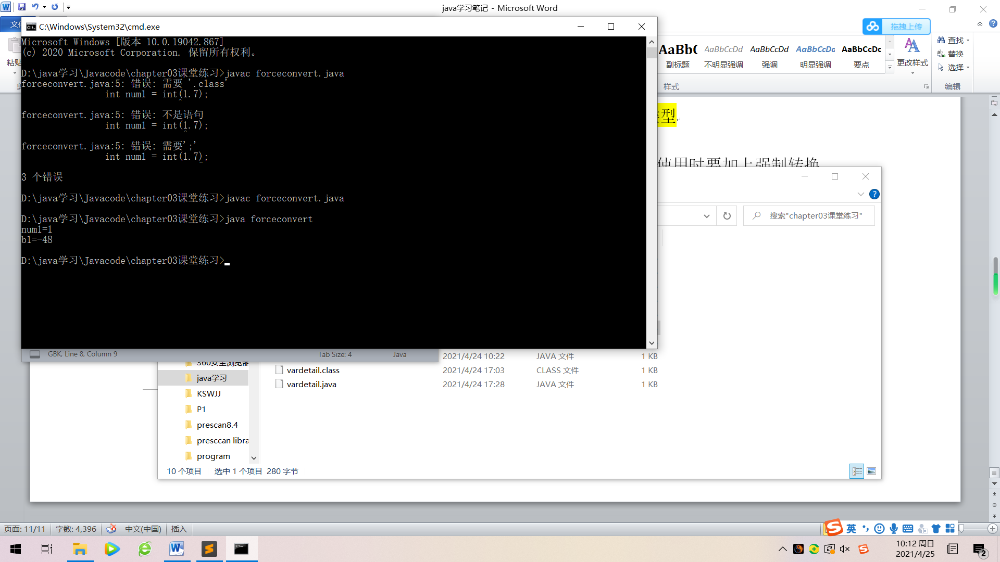 java学习笔记 - Microsoft Word
C:\Windows\System32\cmd.exe
Microsoft Windows [版本 10.0.19042.867]
(c) 2020 Microsoft Corporation. 保留所有权利。
D:\java学习\Javacode\chapter03课堂练习>javac forceconvert.java
forceconvert.java:5: 错误: 需要 '.class'
int num1 = int(1.7);
^
forceconvert.java:5: 错误: 不是语句
int num1 = int(1.7);
^
forceconvert.java:5: 错误: 需要';'
int num1 = int(1.7);
^
3 个错误
D:\java学习\Javacode\chapter03课堂练习>javac forceconvert.java
D:\java学习\Javacode\chapter03课堂练习>java forceconvert
num1=1
b1=-48
D:\java学习\Javacode\chapter03课堂练习>
粘贴
拖拽上传
AaBbC AaBbCcDd AaBbCcDd AaBbCcDd AaBbCcDd
副标题 不明显强调 强调 明显强调 要点
更改样式
查找
替换
选择
样式
编辑
型
使用时要加上强制转换
搜索"chapter03课堂练习"
GBK, Line 8, Column 9
Tab Size: 4
Java
2021/4/24 10:22 JAVA 文件 1 KB
vardetail.class 2021/4/24 17:03 CLASS 文件 1 KB
vardetail.java 2021/4/24 17:28 JAVA 文件 1 KB
360安全浏览器
java学习
KSWJJ
P1
prescan8.4
presccan libra
program
10 个项目 选中 1 个项目 280 字节
页面: 11/11 字数: 4,396 中文(中国) 插入
英
10:12 周日
2021/4/25
2